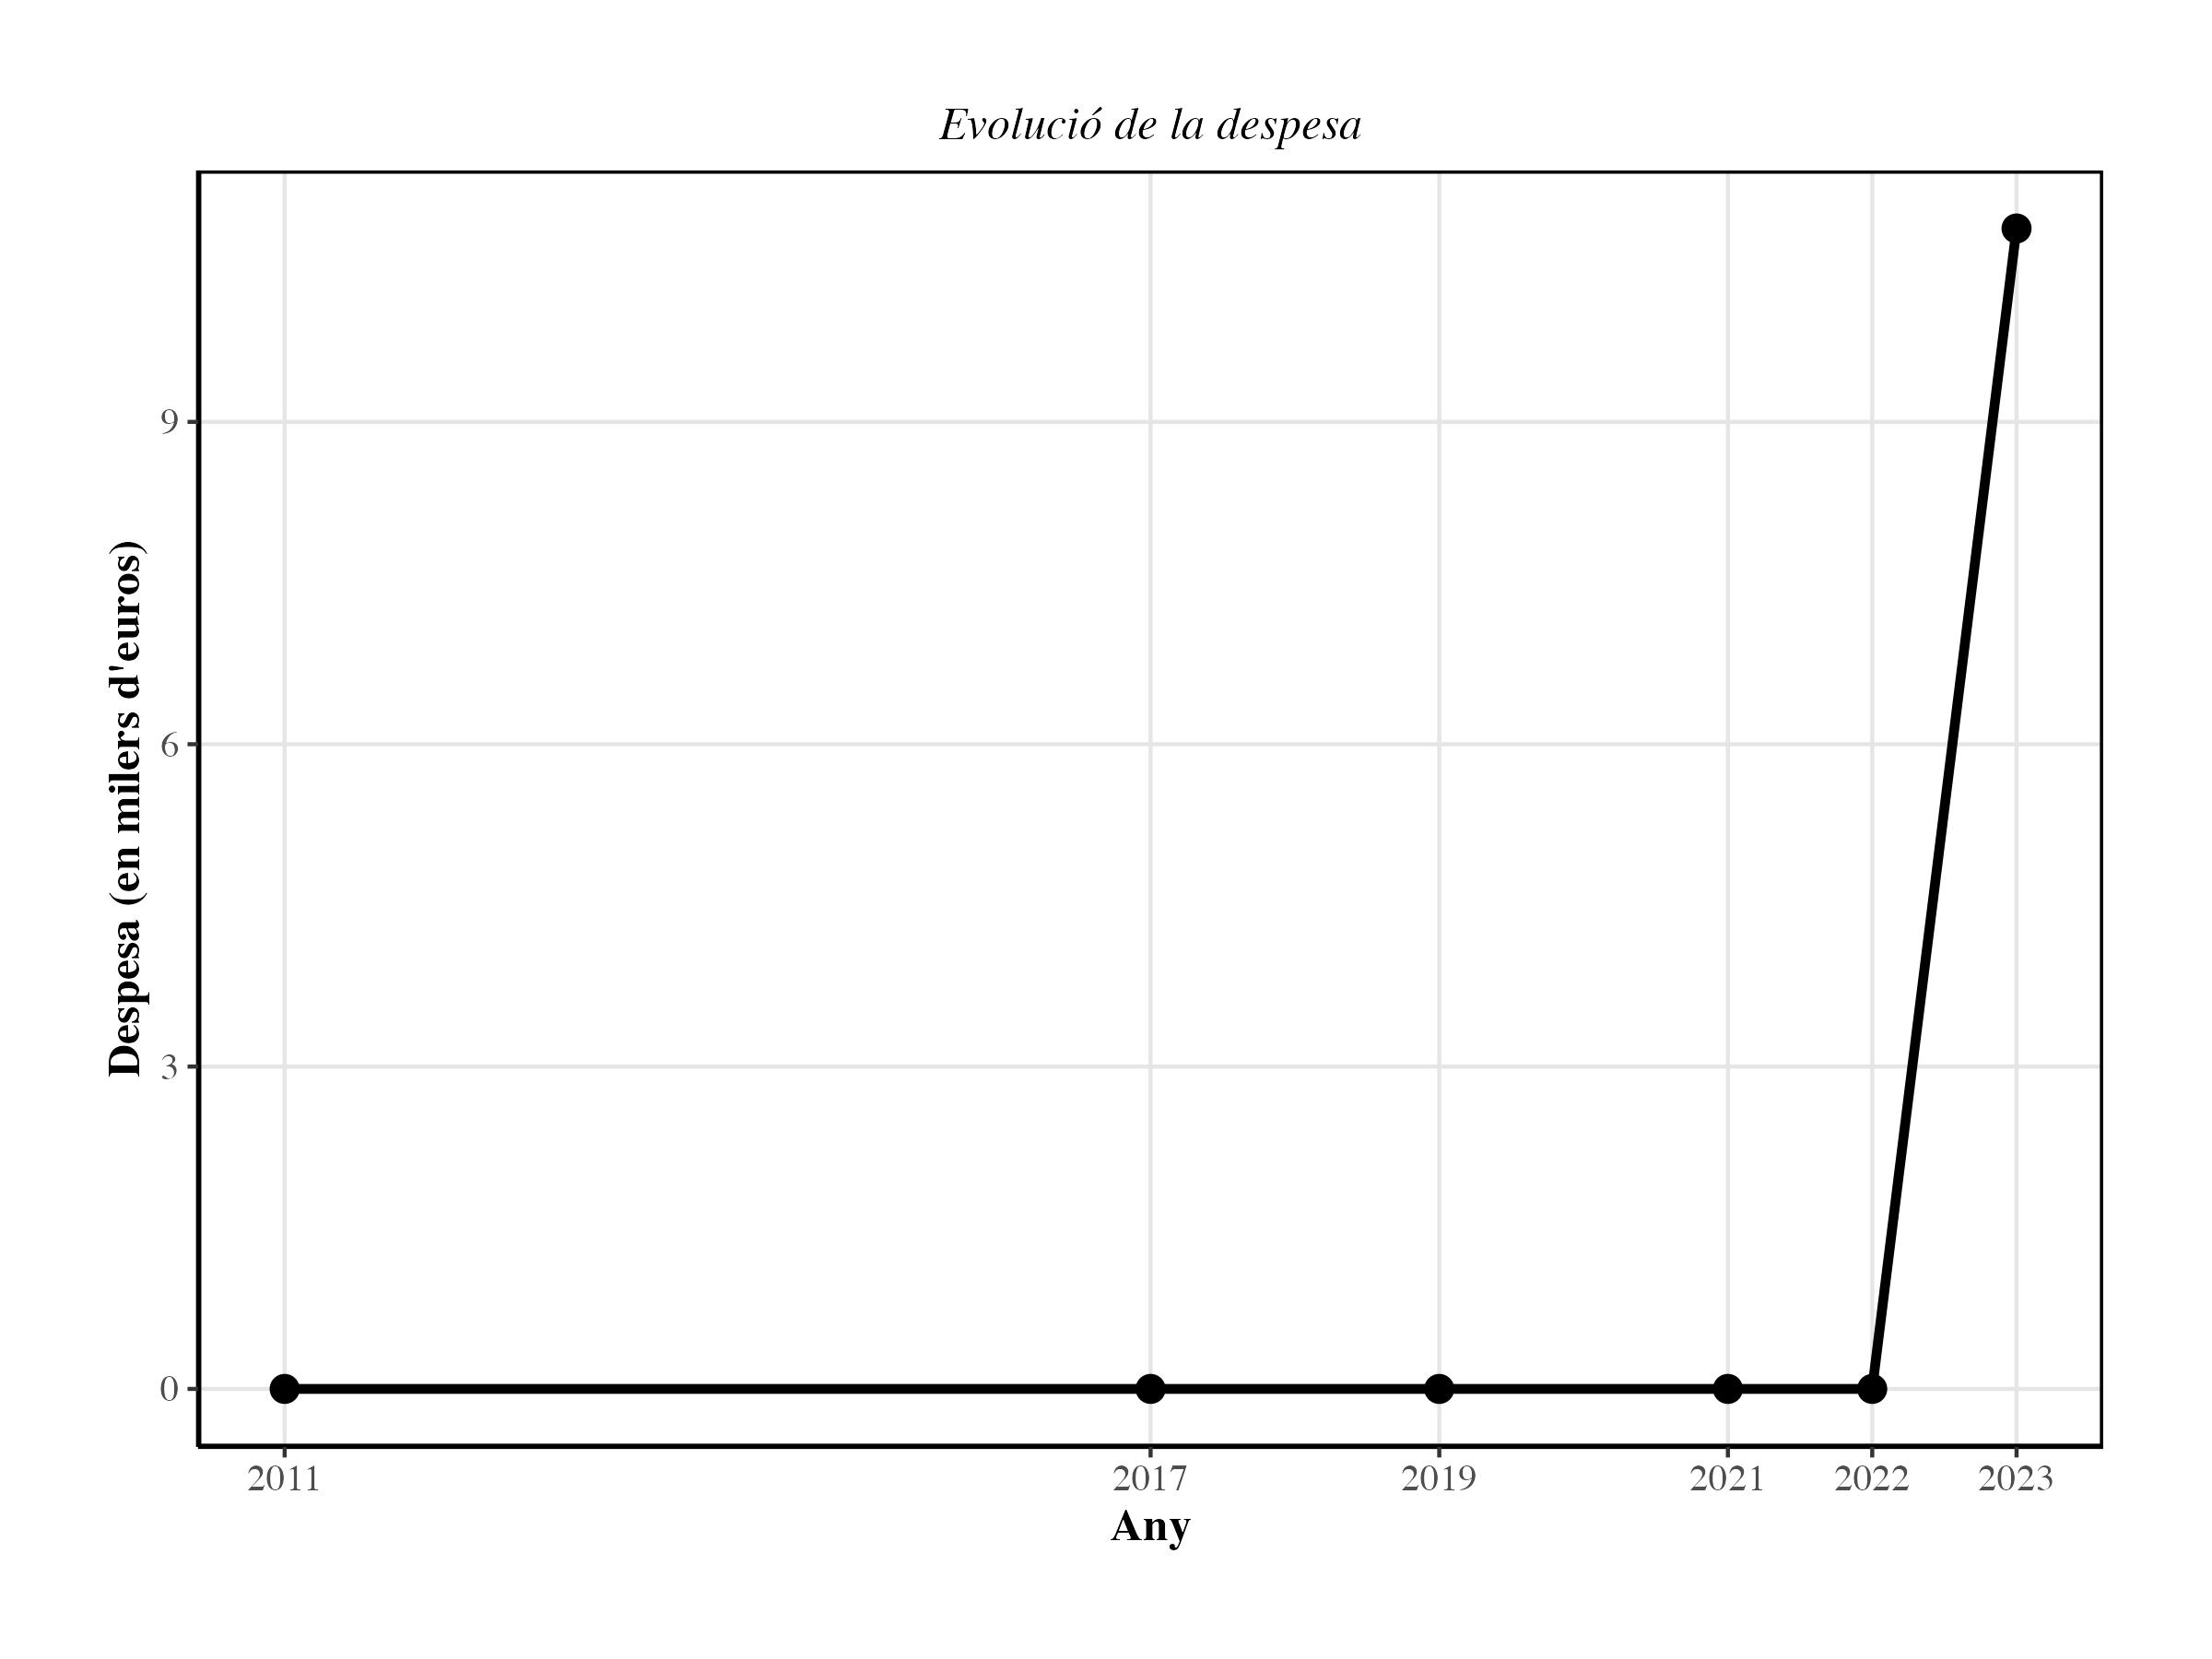 Evolució de la despesa
Despesa (en milers d'euros)
9
6
3
0
2011 2017 2019 2021 2022 2023
Any